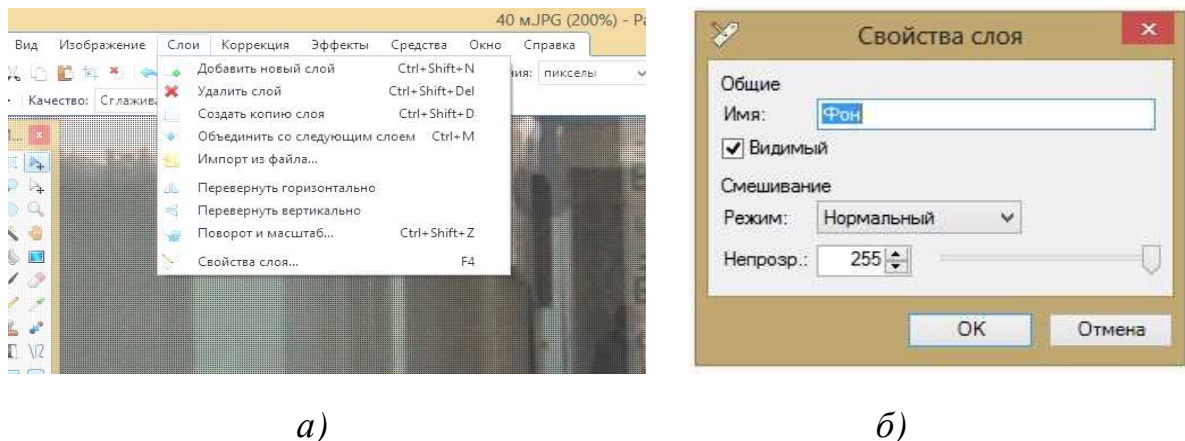 40 м.JPG (200%) - Pa
Вид Изображение Слои Коррекция Эффекты Средства Окно Справка
Добавить новый слой Ctrl+Shift+N
ния: пикселы
Удалить слой Ctrl+Shift+Del
Качество: Сглажива
Создать копию слоя Ctrl+Shift+D
Объединить со следующим слоем Ctrl+M
Импорт из файла...
Перевернуть горизонтально
Перевернуть вертикально
Поворот и масштаб... Ctrl+Shift+Z
Свойства слоя... F4
а)
Свойства слоя
Общие
Имя: Фон
Видимый
Смешивание
Режим: Нормальный
Непрозр.: 255
OK Отмена
б)